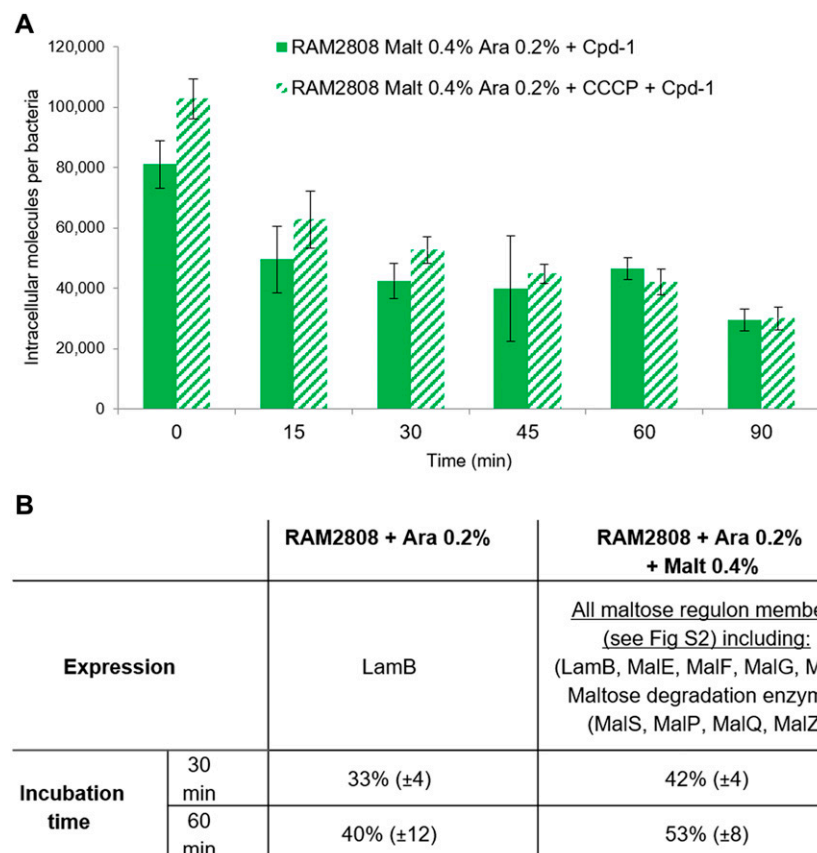 A
RAM2808 Malt 0.4% Ara 0.2% + Cpd-1
RAM2808 Malt 0.4% Ara 0.2% + CCCP + Cpd-1
Intracellular molecules per bacteria
120,000
100,000
80,000
60,000
40,000
20,000
0
0 15 30 45 60 90
Time (min)
B
RAM2808 + Ara 0.2%
RAM2808 + Ara 0.2%
+ Malt 0.4%
Expression
LamB
All maltose regulon membe
(see Fig S2) including:
(LamB, MalE, MalF, MalG, M
Maltose degradation enzym
(MalS, MalP, MalQ, MalZ
Incubation
time
30
min
33% (±4)
42% (±4)
60
min
40% (±12)
53% (±8)